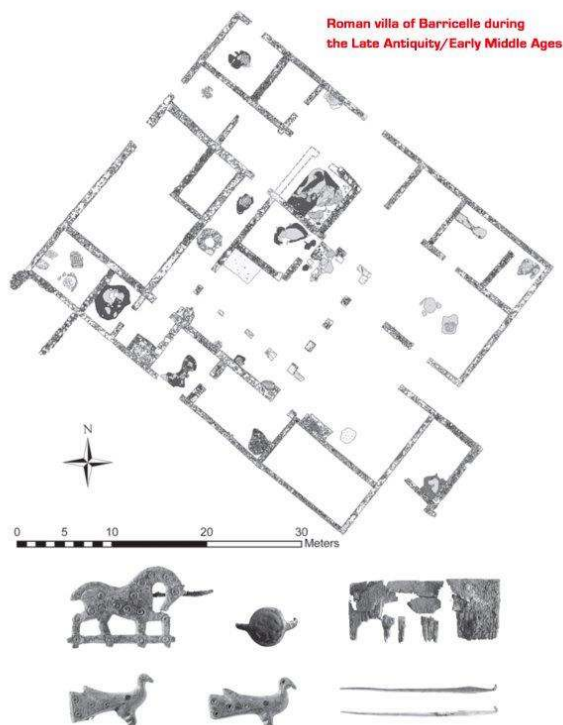 Roman villa of Barricelle during
the Late Antiquity/Early Middle Ages
N
0 5 10 20 30
Meters